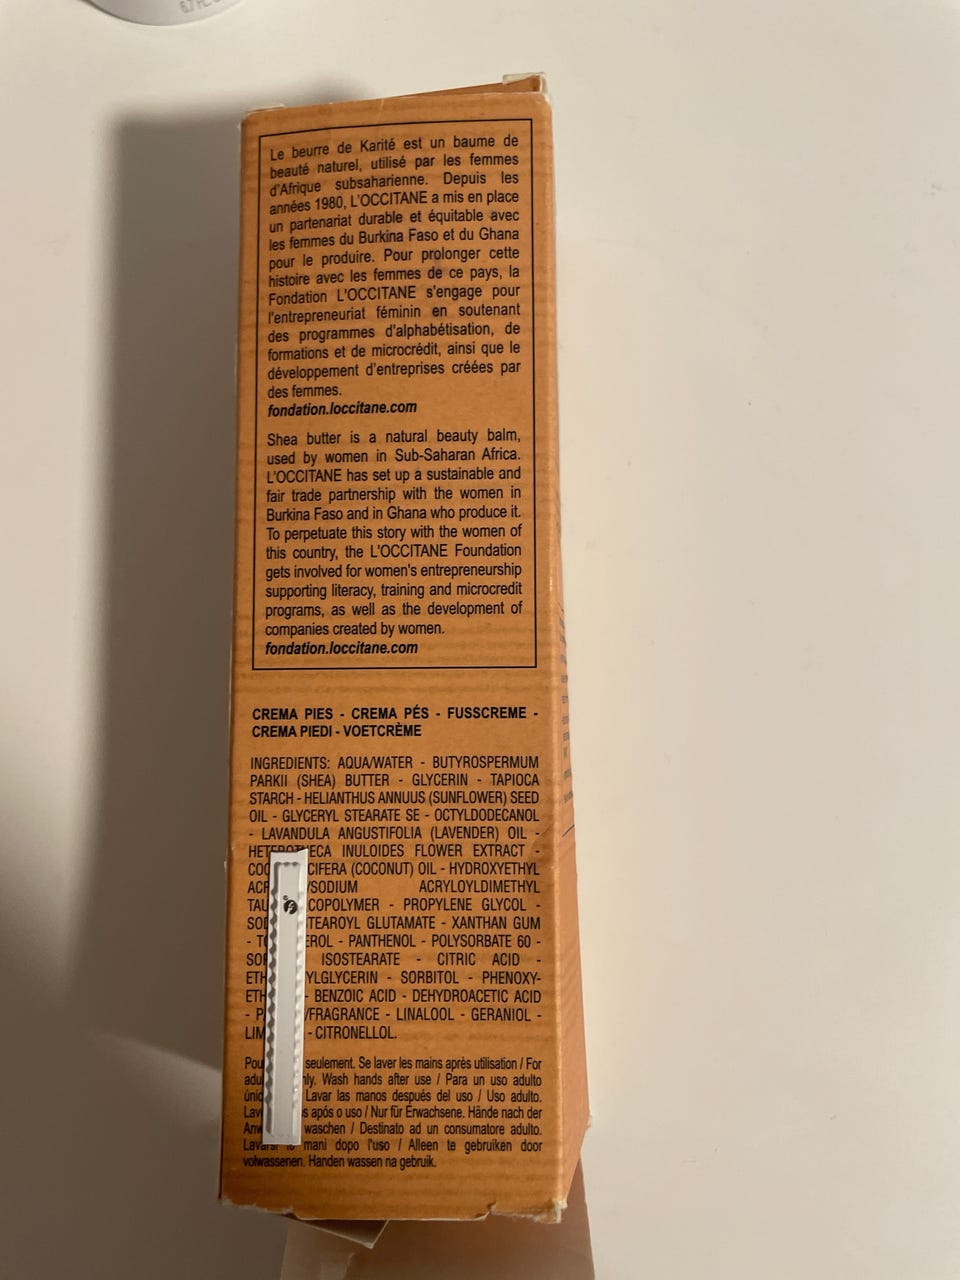 Le beurre de Karité est un baume de
beauté naturel, utilisé par les femmes
d'Afrique subsaharienne. Depuis les
années 1980, L'OCCITANE a mis en place
un partenariat durable et équitable avec
les femmes du Burkina Faso et du Ghana
pour le produire. Pour prolonger cette
histoire avec les femmes de ce pays, la
Fondation L'OCCITANE s'engage pour
l'entrepreneuriat féminin en soutenant
des programmes d'alphabétisation, de
formations et de microcrédit, ainsi que le
développement d'entreprises créées par
des femmes.
fondation.loccitane.com
Shea butter is a natural beauty balm,
used by women in Sub-Saharan Africa.
L'OCCITANE has set up a sustainable and
fair trade partnership with the women in
Burkina Faso and in Ghana who produce it.
To perpetuate this story with the women of
this country, the L'OCCITANE Foundation
gets involved for women's entrepreneurship
supporting literacy, training and microcredit
programs, as well as the development of
companies created by women.
fondation.loccitane.com
CREMA PIES - CREMA PÉS - FUSSCREME -
CREMA PIEDI - VOETCRÈME
INGREDIENTS: AQUA/WATER - BUTYROSPERMUM
PARKII (SHEA) BUTTER - GLYCERIN - TAPIOCA
STARCH - HELIANTHUS ANNUUS (SUNFLOWER) SEED
OIL - GLYCERYL STEARATE SE - OCTYLDODECANOL
- LAVANDULA ANGUSTIFOLIA (LAVENDER) OIL -
INULOIDES FLOWER EXTRACT -
(COCONUT) OIL - HYDROXYETHYL
/SODIUM ACRYLOYLDIMETHYL
COPOLYMER - PROPYLENE GLYCOL -
GLUTAMATE - XANTHAN GUM
- PANTHENOL - POLYSORBATE 60 -
ISOSTEARATE - CITRIC ACID -
- SORBITOL - PHENOXY-
- BENZOIC ACID - DEHYDROACETIC ACID
/FRAGRANCE - LINALOOL - GERANIOL -
- CITRONELLOL.
seulement. Se laver les mains après utilisation / For
Wash hands after use / Para un uso adulto
Lavar las manos después del uso / Uso adulto.
após o uso / Nur für Erwachsene. Hände nach der
waschen / Destinato ad un consumatore adulto.
mani dopo l'uso / Alleen te gebruiken door
volwassenen. Handen wassen na gebruik.